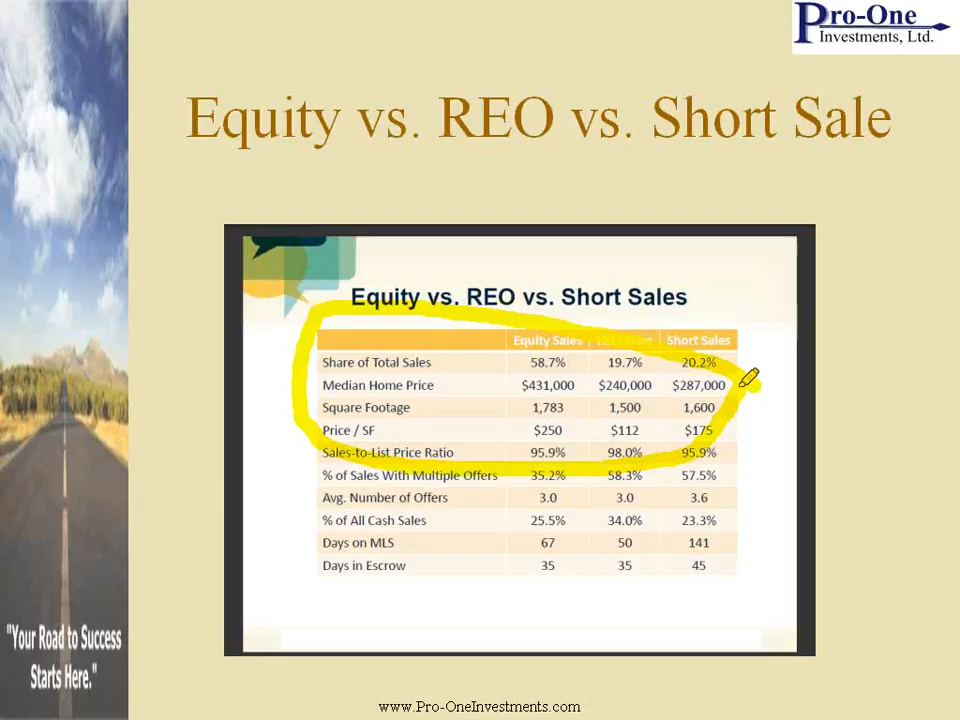 Pro-One
Investments, Ltd.
Equity vs. REO vs. Short Sale
Equity vs. REO vs. Short Sales
Equity Sales Short Sales
Share of Total Sales 58.7% 19.7% 20.2%
Median Home Price $431,000 $240,000 $287,000
Square Footage 1,783 1,500 1,600
Price / SF $250 $112 $175
Sales-to-List Price Ratio 95.9% 98.0% 95.9%
% of Sales With Multiple Offers 35.2% 58.3% 57.5%
Avg. Number of Offers 3.0 3.0 3.6
% of All Cash Sales 25.5% 34.0% 23.3%
Days on MLS 67 50 141
Days in Escrow 35 35 45
"Your Road to Success
Starts Here."
www.Pro-OneInvestments.com